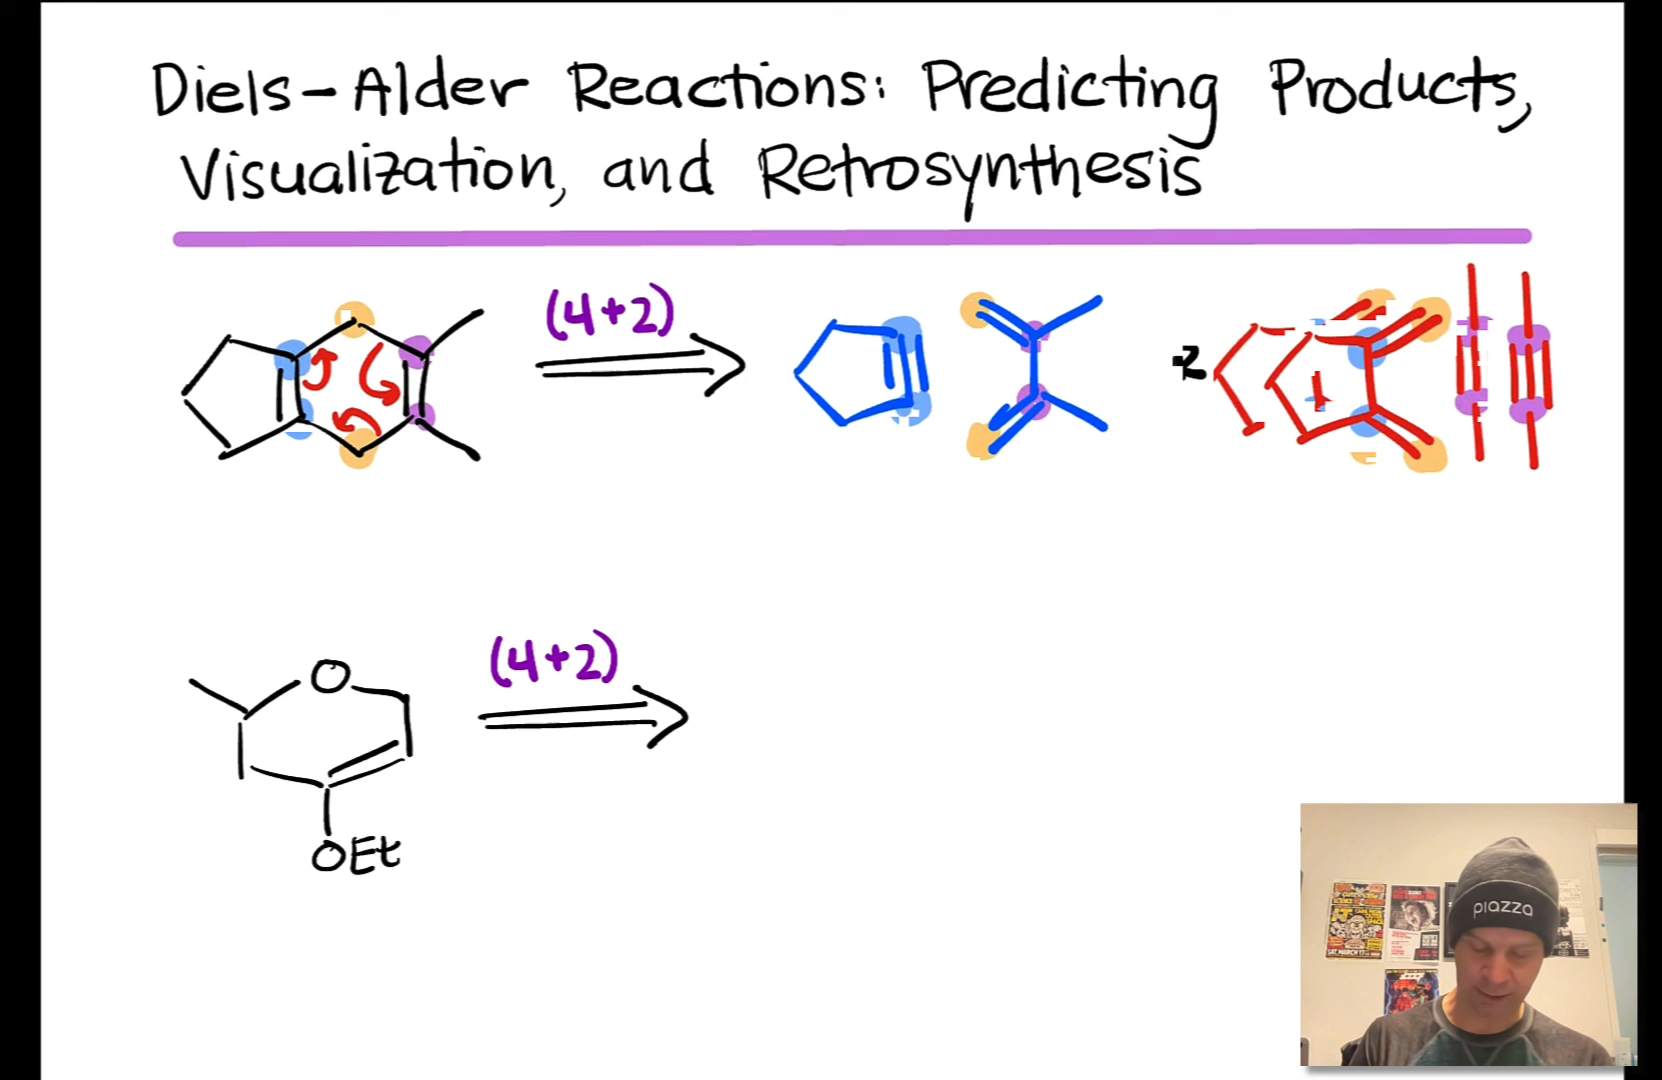 Diels-Alder Reactions: Predicting Products,
Visualization, and Retrosynthesis
(4+2)
(4+2)
O
OEt
piazza